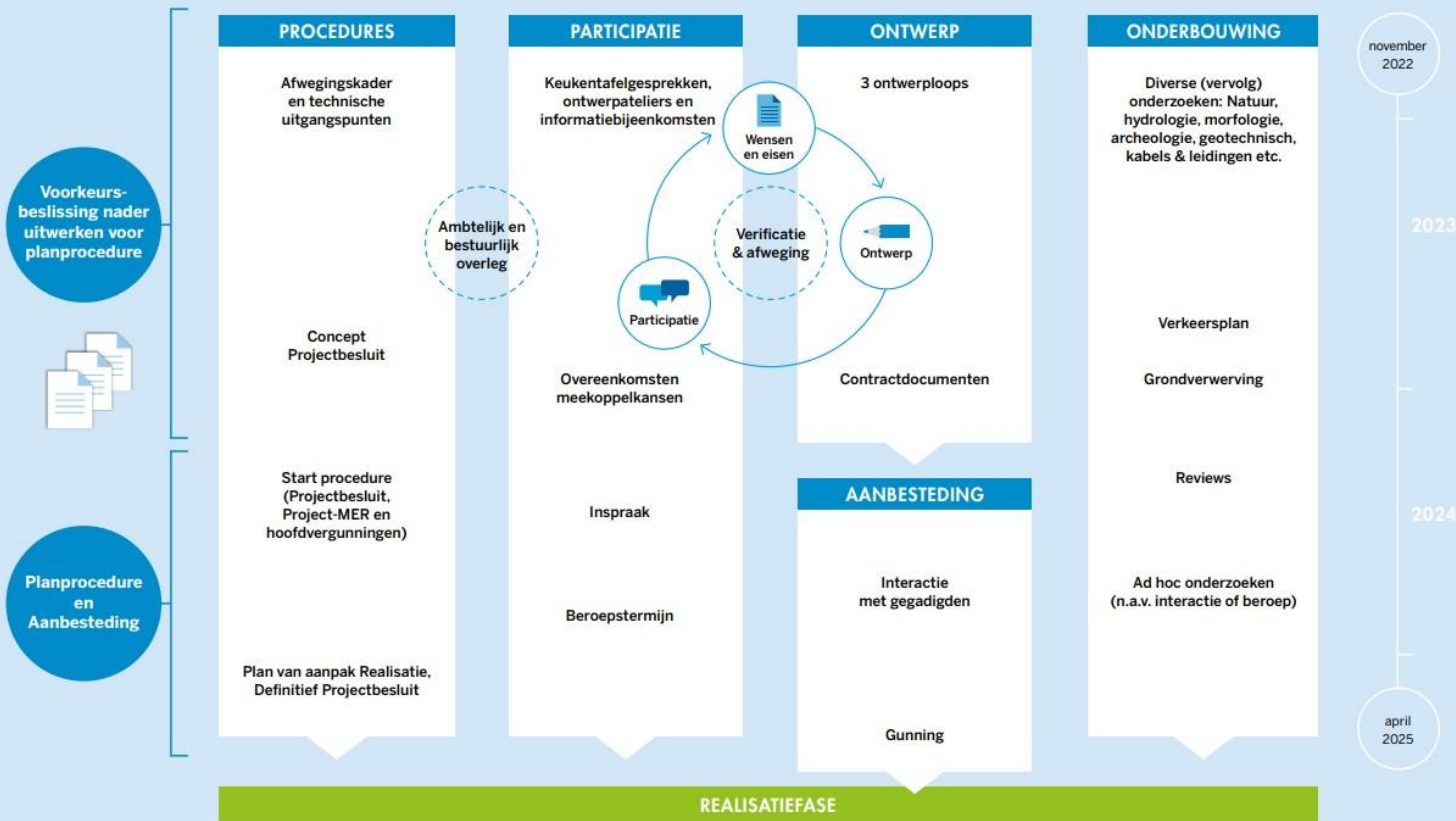 PROCEDURES
Afwegingskader
en technische
uitgangspunten
Concept
Projectbesluit
Start procedure
(Projectbesluit,
Project-MER en
hoofdvergunningen)
Plan van aanpak Realisatie,
Definitief Projectbesluit
PARTICIPATIE
Keukentafelgesprekken,
ontwerpateliers en
informatiebijeenkomsten
Ambtelijk en
bestuurlijk
overleg
Wensen
en eisen
Verificatie
& afweging
Ontwerp
Participatie
Overeenkomsten
meekoppelkansen
Inspraak
Beroepstermijn
ONTWERP
3 ontwerploops
Contractdocumenten
AANBESTEDING
Interactie
met gegadigden
Gunning
ONDERBOUWING
Diverse (vervolg)
onderzoeken: Natuur,
hydrologie, morfologie,
archeologie, geotechnisch,
kabels & leidingen etc.
Verkeersplan
Grondverwerving
Reviews
Ad hoc onderzoeken
(n.a.v. interactie of beroep)
Voorkeurs-
beslissing nader
uitwerken voor
planprocedure
Planprocedure
en
Aanbesteding
november
2022
2023
2024
april
2025
REALISATIEFASE